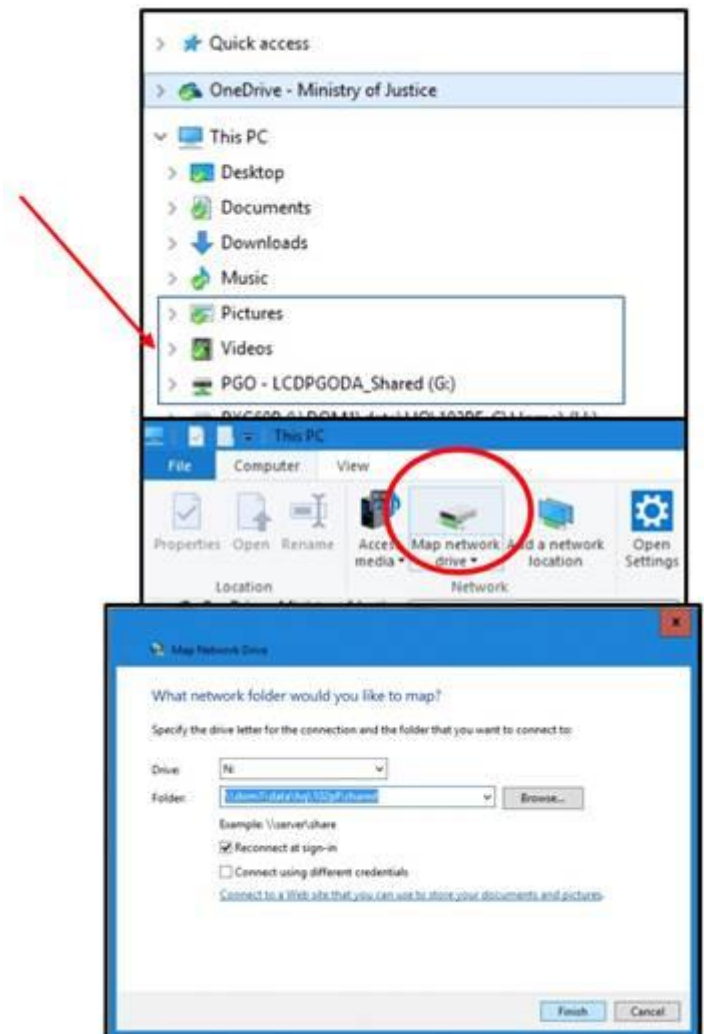 Quick access
OneDrive - Ministry of Justice
This PC
Desktop
Documents
Downloads
Music
Pictures
Videos
PGO - LCDPGODA_Shared (G:)
This PC
File Computer View
Properties Open Rename Access media Map network drive Add a network location Open Settings
Location Network
Map Network Drive
What network folder would you like to map?
Specify the drive letter for the connection and the folder that you want to connect to:
Drive: N:
Folder: Browse...
Example: \\server\share
Reconnect at sign-in
Connect using different credentials
Connect to a Web site that you can use to store your documents and pictures.
Finish Cancel